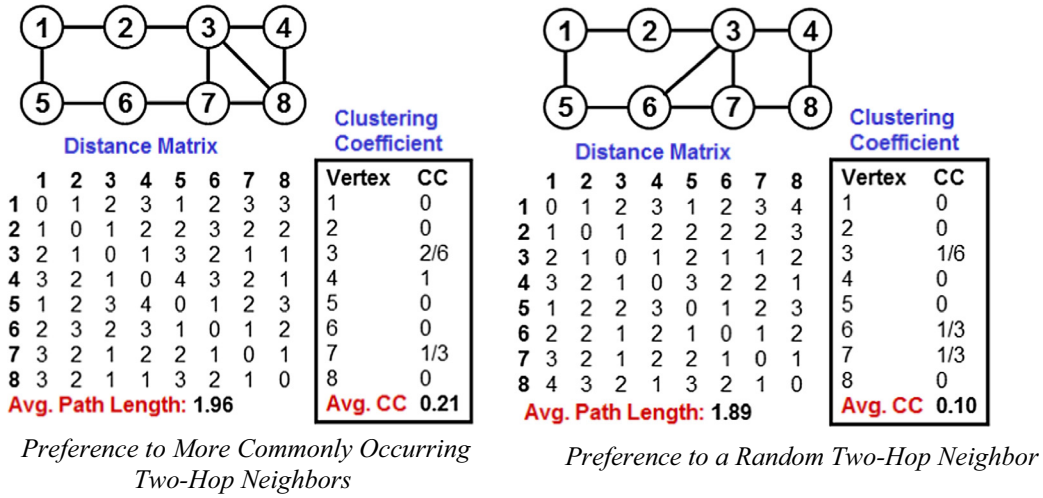 1 2 3 4
5 6 7 8
Distance Matrix
1 2 3 4 5 6 7 8
1 0 1 2 3 1 2 3 3
2 1 0 1 2 2 3 2 2
3 2 1 0 1 3 2 1 1
4 3 2 1 0 4 3 2 1
5 1 2 3 4 0 1 2 3
6 2 3 2 3 1 0 1 2
7 3 2 1 2 2 1 0 1
8 3 2 1 1 3 2 1 0
Avg. Path Length: 1.96
Clustering
Coefficient
Vertex CC
1 0
2 0
3 2/6
4 1
5 0
6 0
7 1/3
8 0
Avg. CC 0.21
Preference to More Commonly Occurring
Two-Hop Neighbors
1 2 3 4
5 6 7 8
Distance Matrix
1 2 3 4 5 6 7 8
1 0 1 2 3 1 2 3 4
2 1 0 1 2 2 2 2 3
3 2 1 0 1 2 1 1 2
4 3 2 1 0 3 2 2 1
5 1 2 2 3 0 1 2 3
6 2 2 1 2 1 0 1 2
7 3 2 1 2 2 1 0 1
8 4 3 2 1 3 2 1 0
Avg. Path Length: 1.89
Clustering
Coefficient
Vertex CC
1 0
2 0
3 1/6
4 0
5 0
6 1/3
7 1/3
8 0
Avg. CC 0.10
Preference to a Random Two-Hop Neighbor